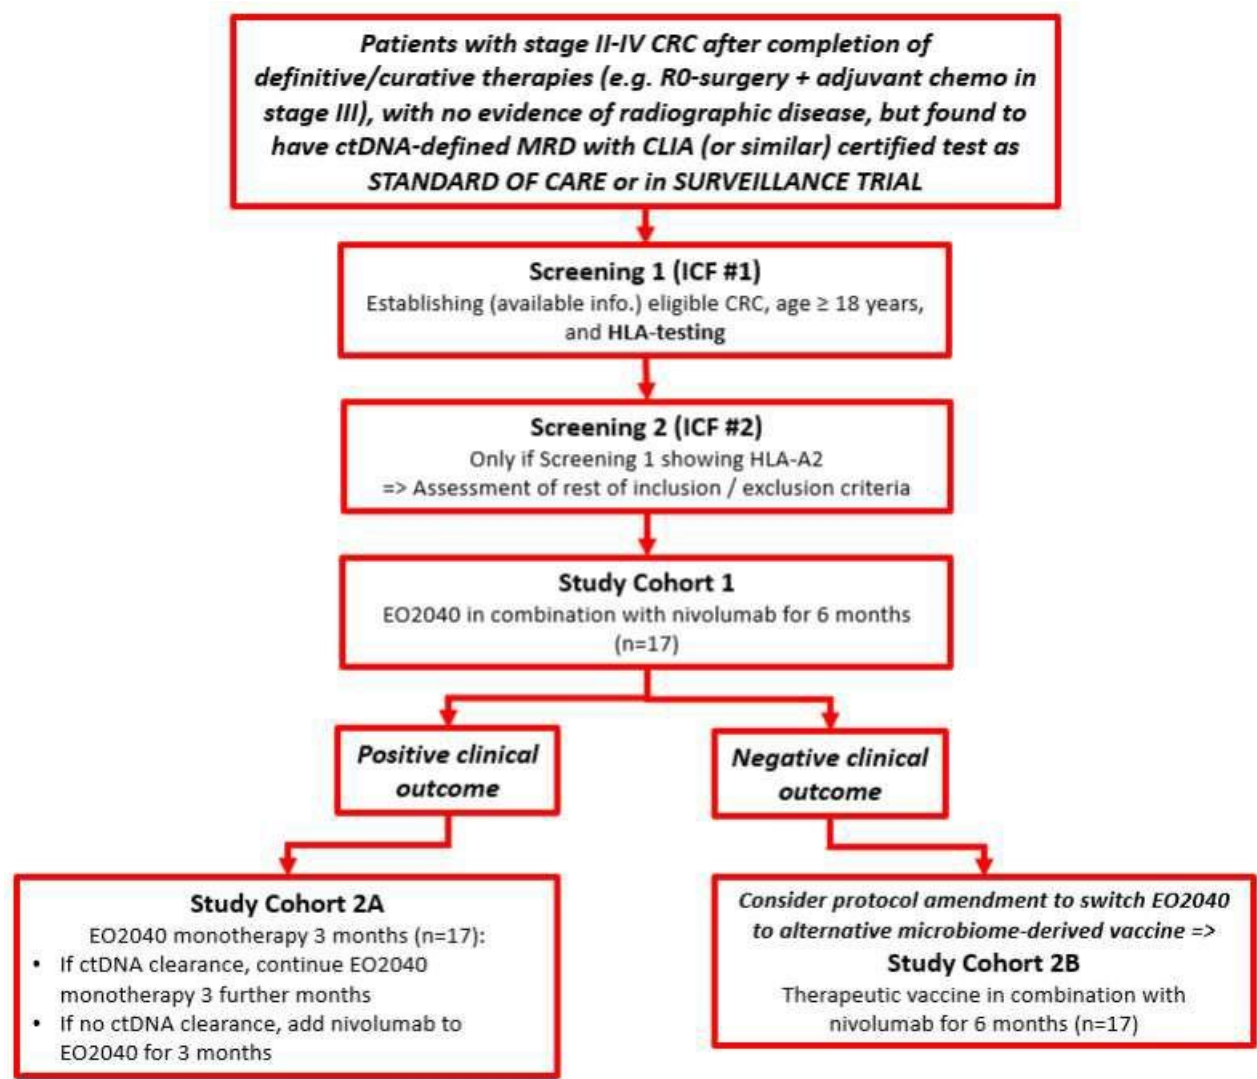 Patients with stage II-IV CRC after completion of
definitive/curative therapies (e.g. R0-surgery + adjuvant chemo in
stage III), with no evidence of radiographic disease, but found to
have ctDNA-defined MRD with CLIA (or similar) certified test as
STANDARD OF CARE or in SURVEILLANCE TRIAL
Screening 1 (ICF #1)
Establishing (available info.) eligible CRC, age ≥ 18 years,
and HLA-testing
Screening 2 (ICF #2)
Only if Screening 1 showing HLA-A2
=> Assessment of rest of inclusion / exclusion criteria
Study Cohort 1
EO2040 in combination with nivolumab for 6 months
(n=17)
Positive clinical
outcome
Negative clinical
outcome
Study Cohort 2A
EO2040 monotherapy 3 months (n=17):
• If ctDNA clearance, continue EO2040
monotherapy 3 further months
• If no ctDNA clearance, add nivolumab to
EO2040 for 3 months
Consider protocol amendment to switch EO2040
to alternative microbiome-derived vaccine =>
Study Cohort 2B
Therapeutic vaccine in combination with
nivolumab for 6 months (n=17)